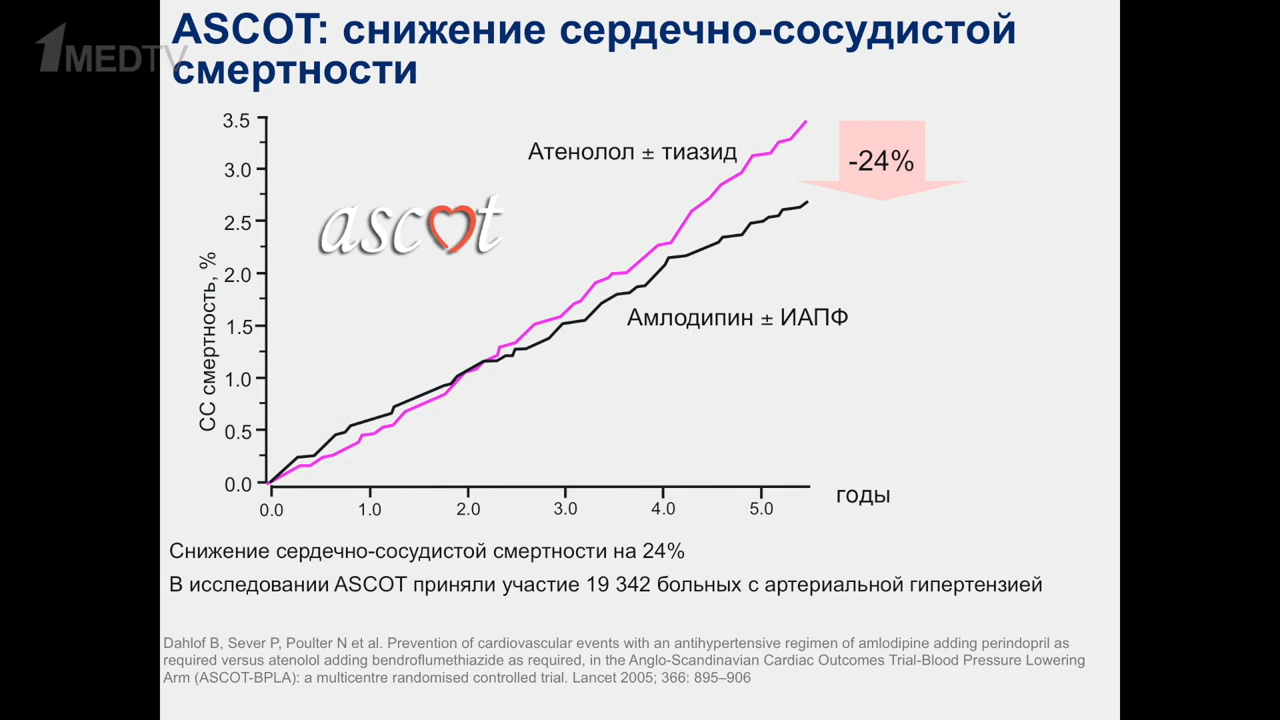 1MEDTV
ASCOT: снижение сердечно-сосудистой
смертности
3.5
3.0
2.5
2.0
1.5
1.0
0.5
0.0
СС смертность, %
Атенолол ± тиазид
-24%
ascot
Амлодипин ± ИАПФ
0.0 1.0 2.0 3.0 4.0 5.0
годы
Снижение сердечно-сосудистой смертности на 24%
В исследовании ASCOT приняли участие 19 342 больных с артериальной гипертензией
Dahlof B, Sever P, Poulter N et al. Prevention of cardiovascular events with an antihypertensive regimen of amlodipine adding perindopril as
required versus atenolol adding bendroflumethiazide as required, in the Anglo-Scandinavian Cardiac Outcomes Trial-Blood Pressure Lowering
Arm (ASCOT-BPLA): a multicentre randomised controlled trial. Lancet 2005; 366: 895–906